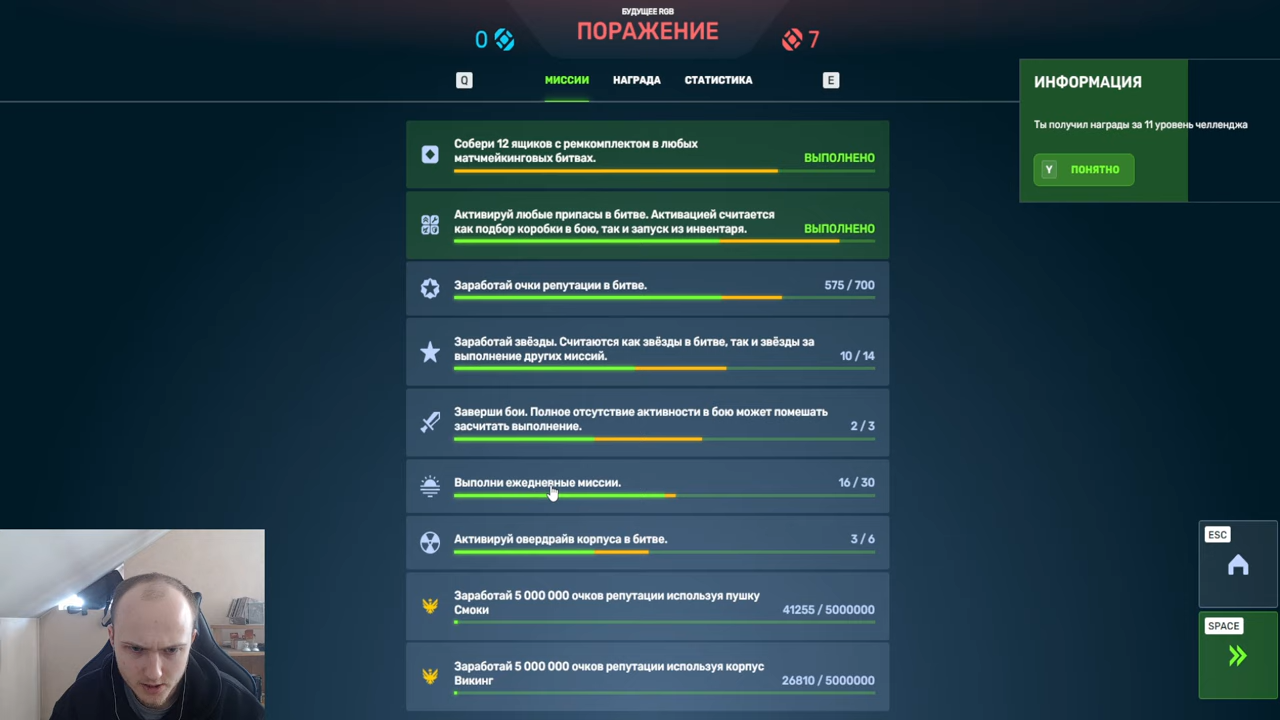 БУДУЩЕЕ RGB
0 ПОРАЖЕНИЕ 7
Q МИССИИ НАГРАДА СТАТИСТИКА E
ИНФОРМАЦИЯ
Ты получил награды за 11 уровень челленджа
Y ПОНЯТНО
Собери 12 ящиков с ремкомплектом в любых
матчмейкинговых битвах.
ВЫПОЛНЕНО
Активируй любые припасы в битве. Активацией считается
как подбор коробки в бою, так и запуск из инвентаря.
ВЫПОЛНЕНО
Заработай очки репутации в битве. 575 / 700
Заработай звёзды. Считаются как звёзды в битве, так и звёзды за
выполнение других миссий.
10 / 14
Заверши бои. Полное отсутствие активности в бою может помешать
засчитать выполнение.
2 / 3
Выполни ежедневные миссии. 16 / 30
Активируй овердрайв корпуса в битве. 3 / 6
Заработай 5 000 000 очков репутации используя пушку
Смоки
41255 / 5000000
Заработай 5 000 000 очков репутации используя корпус
Викинг
26810 / 5000000
ESC
SPACE